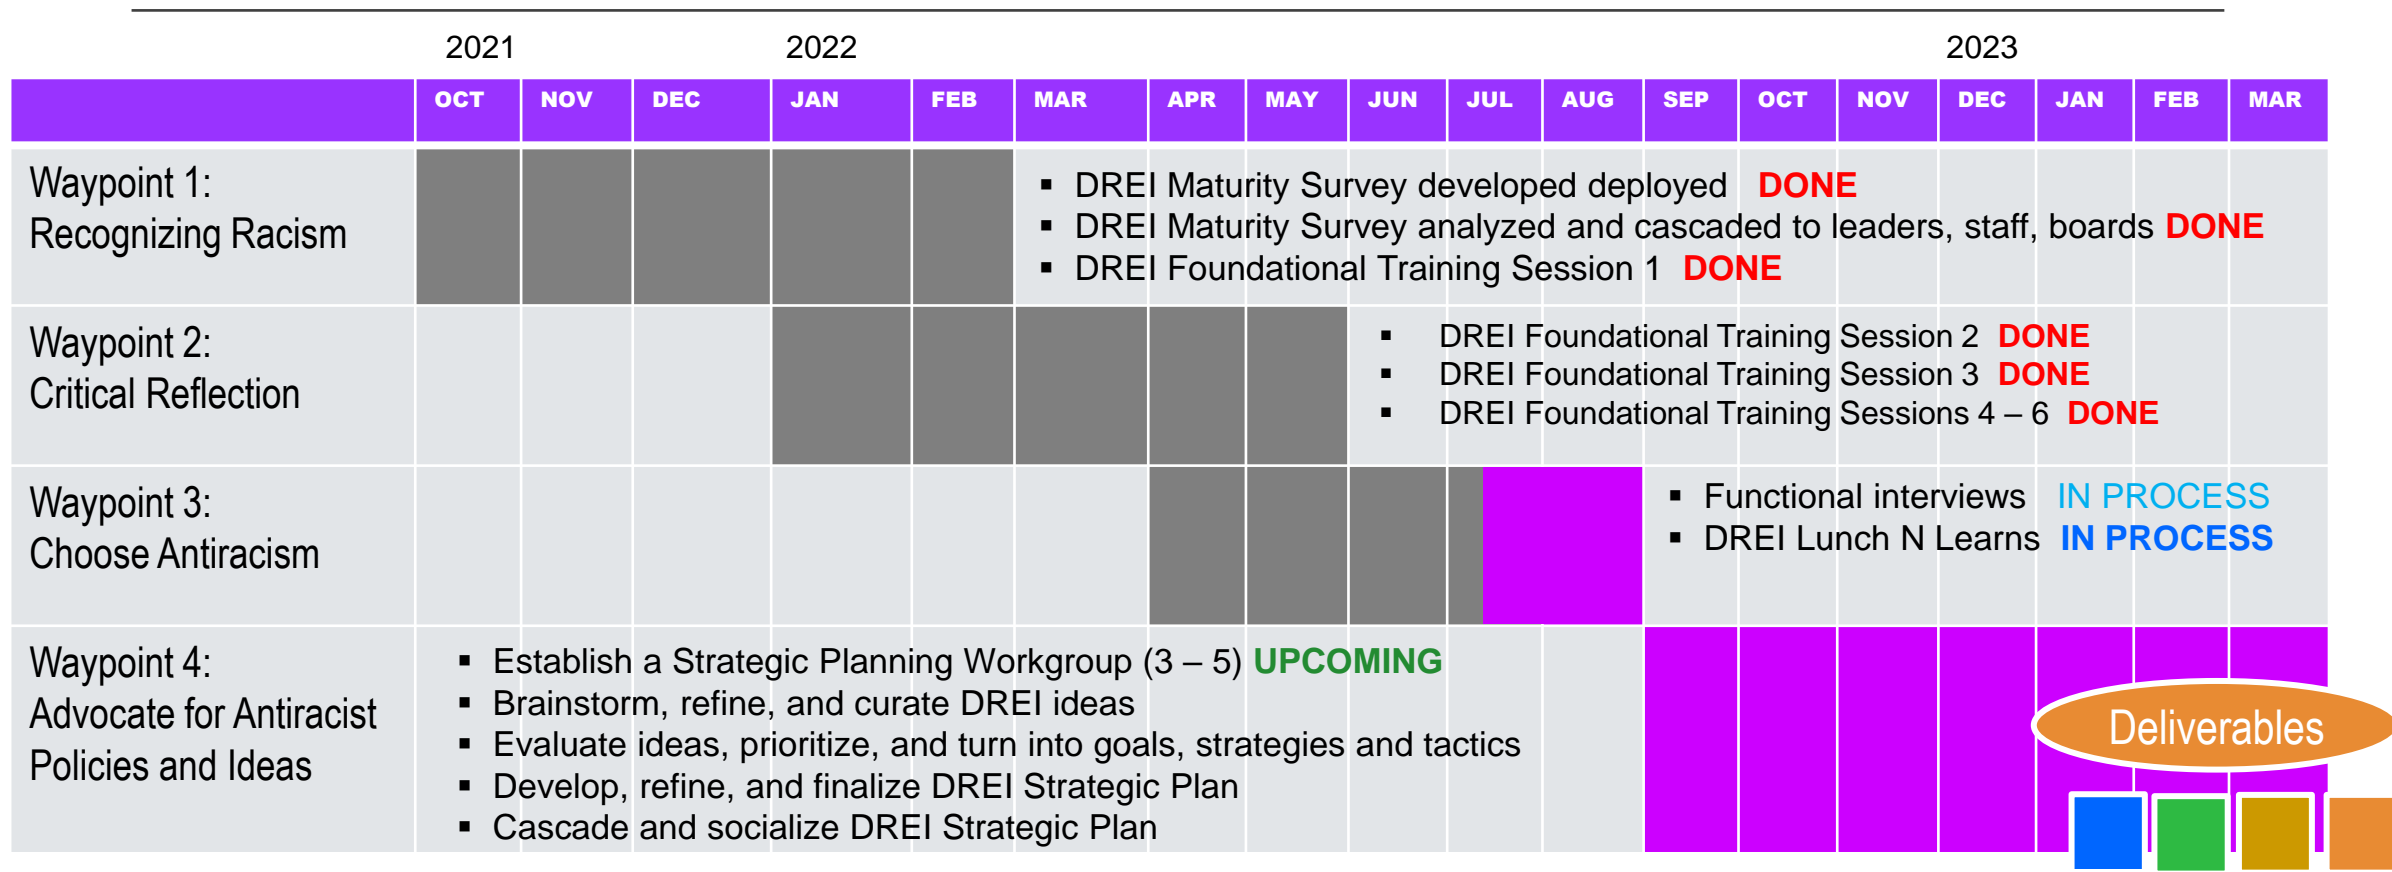 2021 2022 2023
OCT NOV DEC JAN FEB MAR APR MAY JUN JUL AUG SEP OCT NOV DEC JAN FEB MAR
Waypoint 1:
Recognizing Racism
▪ DREI Maturity Survey developed deployed DONE
▪ DREI Maturity Survey analyzed and cascaded to leaders, staff, boards DONE
▪ DREI Foundational Training Session 1 DONE
Waypoint 2:
Critical Reflection
▪ DREI Foundational Training Session 2 DONE
▪ DREI Foundational Training Session 3 DONE
▪ DREI Foundational Training Sessions 4 – 6 DONE
Waypoint 3:
Choose Antiracism
▪ Functional interviews IN PROCESS
▪ DREI Lunch N Learns IN PROCESS
Waypoint 4:
Advocate for Antiracist
Policies and Ideas
▪ Establish a Strategic Planning Workgroup (3 – 5) UPCOMING
▪ Brainstorm, refine, and curate DREI ideas
▪ Evaluate ideas, prioritize, and turn into goals, strategies and tactics
▪ Develop, refine, and finalize DREI Strategic Plan
▪ Cascade and socialize DREI Strategic Plan
Deliverables